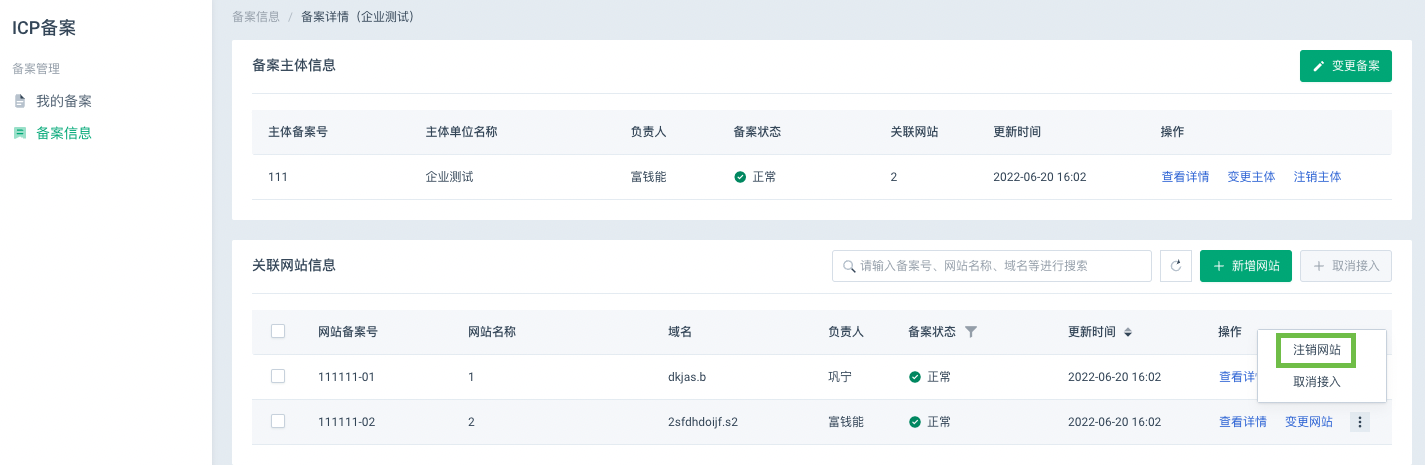 ICP备案
备案管理
我的备案
备案信息
备案信息 / 备案详情（企业测试）
备案主体信息 变更备案
主体备案号 主体单位名称 负责人 备案状态 关联网站 更新时间 操作
111 企业测试 富钱能 正常 2 2022-06-20 16:02 查看详情 变更主体 注销主体
关联网站信息 请输入备案号、网站名称、域名等进行搜索 新增网站 取消接入
网站备案号 网站名称 域名 负责人 备案状态 更新时间 操作
注销网站
111111-01 1 dkjas.b 巩宁 正常 2022-06-20 16:02 查看详
取消接入
111111-02 2 2sfdhdoijf.s2 富钱能 正常 2022-06-20 16:02 查看详情 变更网站